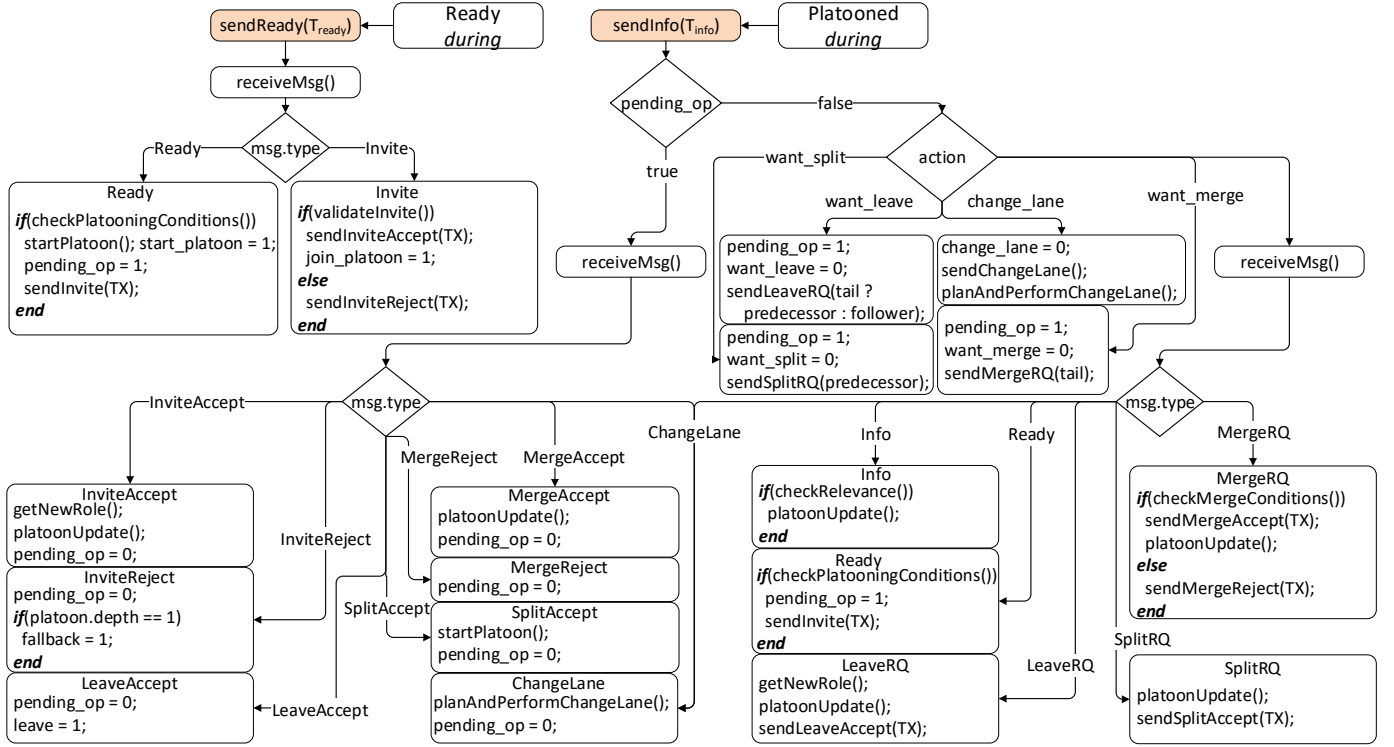 sendReady(Tready)
Ready
during
receiveMsg()
msg.type
Ready
Invite
Ready
if(checkPlatooningConditions())
startPlatoon(); start_platoon = 1;
pending_op = 1;
sendInvite(TX);
end
Invite
if(validateInvite())
sendInviteAccept(TX);
join_platoon = 1;
else
sendInviteReject(TX);
end
sendInfo(Tinfo)
Platooned
during
pending_op
false
true
action
want_split
want_leave
change_lane
want_merge
receiveMsg()
pending_op = 1;
want_leave = 0;
sendLeaveRQ(tail ?
predecessor : follower);
pending_op = 1;
want_split = 0;
sendSplitRQ(predecessor);
change_lane = 0;
sendChangeLane();
planAndPerformChangeLane();
pending_op = 1;
want_merge = 0;
sendMergeRQ(tail);
receiveMsg()
msg.type
InviteAccept
InviteReject
LeaveAccept
MergeReject
SplitAccept
MergeAccept
ChangeLane
InviteAccept
getNewRole();
platoonUpdate();
pending_op = 0;
InviteReject
pending_op = 0;
if(platoon.depth == 1)
fallback = 1;
end
LeaveAccept
pending_op = 0;
leave = 1;
MergeAccept
platoonUpdate();
pending_op = 0;
MergeReject
pending_op = 0;
SplitAccept
startPlatoon();
pending_op = 0;
ChangeLane
planAndPerformChangeLane();
pending_op = 0;
msg.type
Info
Ready
LeaveRQ
SplitRQ
MergeRQ
Info
if(checkRelevance())
platoonUpdate();
end
Ready
if(checkPlatooningConditions())
pending_op = 1;
sendInvite(TX);
end
LeaveRQ
getNewRole();
platoonUpdate();
sendLeaveAccept(TX);
MergeRQ
if(checkMergeConditions())
sendMergeAccept(TX);
platoonUpdate();
else
sendMergeReject(TX);
end
SplitRQ
platoonUpdate();
sendSplitAccept(TX);